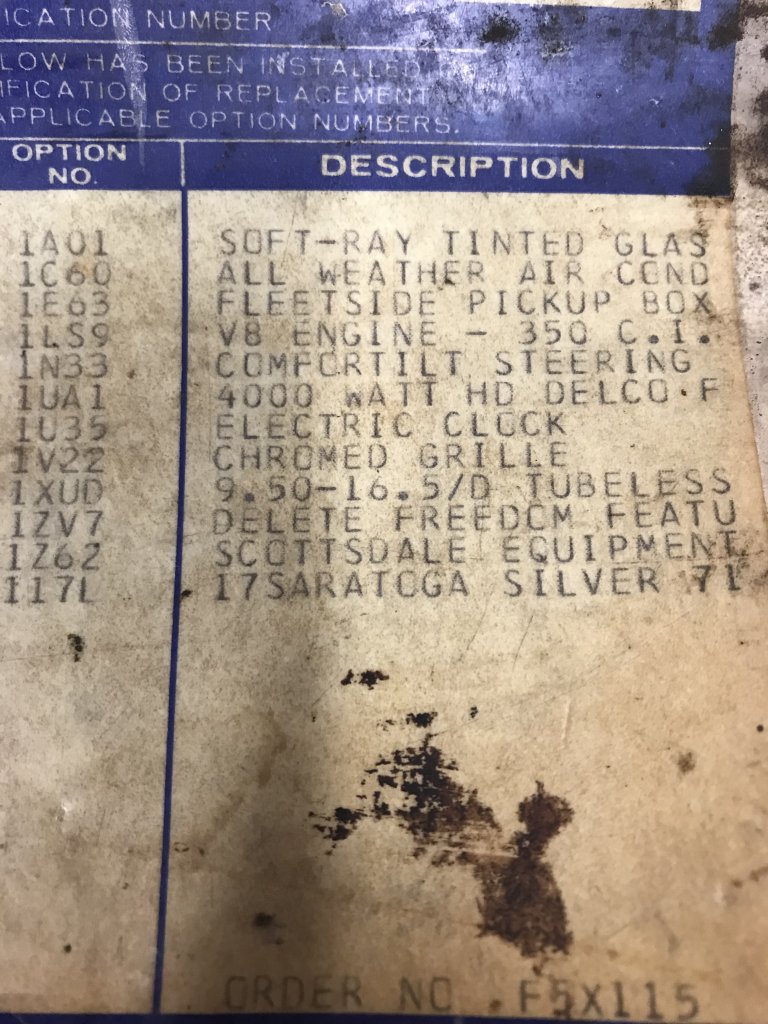 ICATION NUMBER
LOW HAS BEEN INSTALLED
IFICATION OF REPLACEMENT
APPLICABLE OPTION NUMBERS.
OPTION NO. DESCRIPTION
1A01 SOFT-RAY TINTED GLAS
1C60 ALL WEATHER AIR COND
1E63 FLEETSIDE PICKUP BOX
1LS9 V8 ENGINE - 350 C.I.
1N33 COMFORTILT STEERING
1UA1 4000 WATT HD DELCO F
1U35 ELECTRIC CLOCK
1V22 CHROMED GRILLE
1XUD 9.50-16.5/D TUBELESS
1ZV7 DELETE FREEDOM FEATU
1Z62 SCOTTSDALE EQUIPMENT
117L 17SARATOGA SILVER 71
ORDER NO .F5X115